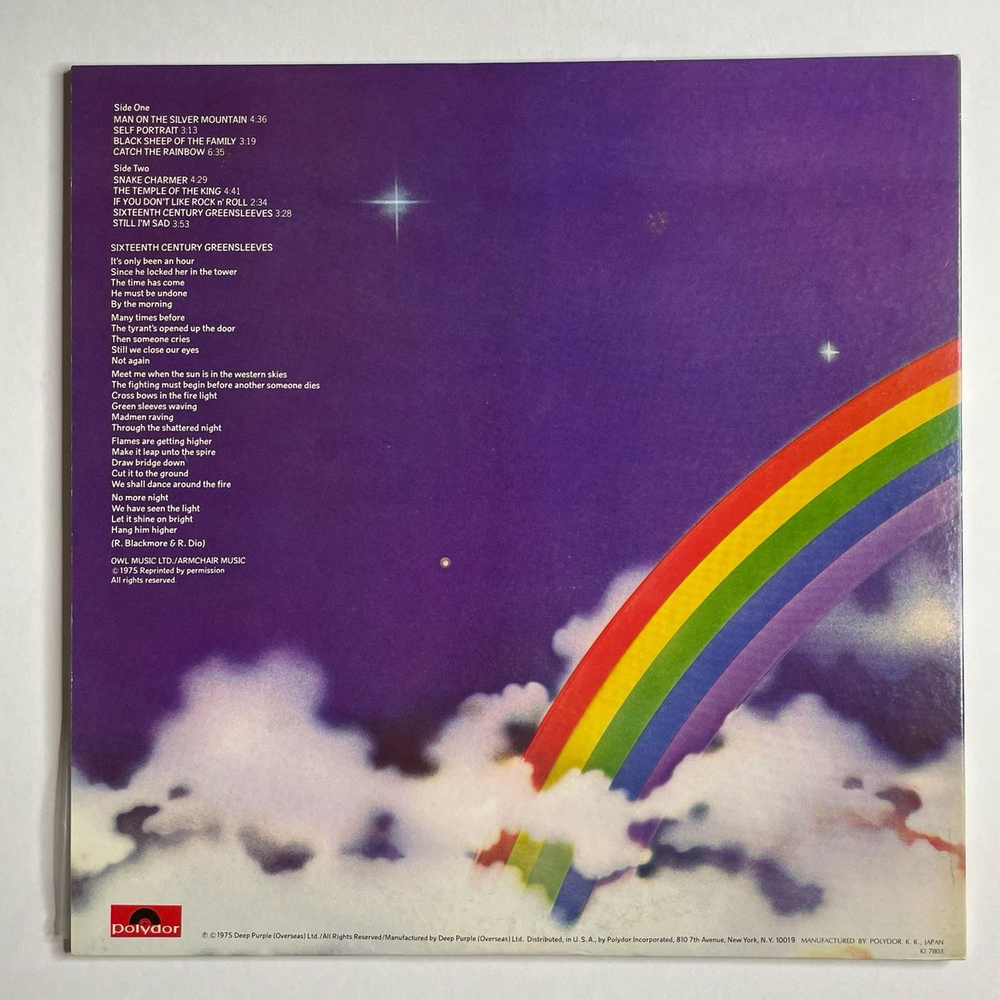 Side One
MAN ON THE SILVER MOUNTAIN 4:36
SELF PORTRAIT 3:13
BLACK SHEEP OF THE FAMILY 3:19
CATCH THE RAINBOW 6:35
Side Two
SNAKE CHARMER 4:29
THE TEMPLE OF THE KING 4:41
IF YOU DON'T LIKE ROCK n' ROLL 2:34
SIXTEENTH CENTURY GREENSLEEVES 3:28
STILL I'M SAD 3:53
SIXTEENTH CENTURY GREENSLEEVES
It's only been an hour
Since he locked her in the tower
The time has come
He must be undone
By the morning
Many times before
The tyrant's opened up the door
Then someone cries
Still we close our eyes
Not again
Meet me when the sun is in the western skies
The fighting must begin before another someone dies
Cross bows in the fire light
Green sleeves waving
Madmen raving
Through the shattered night
Flames are getting higher
Make it leap unto the spire
Draw bridge down
Cut it to the ground
We shall dance around the fire
No more night
We have seen the light
Let it shine on bright
Hang him higher
(R. Blackmore & R. Dio)
OWL MUSIC LTD./ARMCHAIR MUSIC
© 1975 Reprinted by permission
All rights reserved.
polydor
℗ © 1975 Deep Purple (Overseas) Ltd./All Rights Reserved/Manufactured by Deep Purple (Overseas) Ltd. Distributed, in U.S.A., by Polydor Incorporated, 810 7th Avenue, New York, N.Y. 10019 MANUFACTURED BY POLYDOR K. K., JAPAN
KI 7803